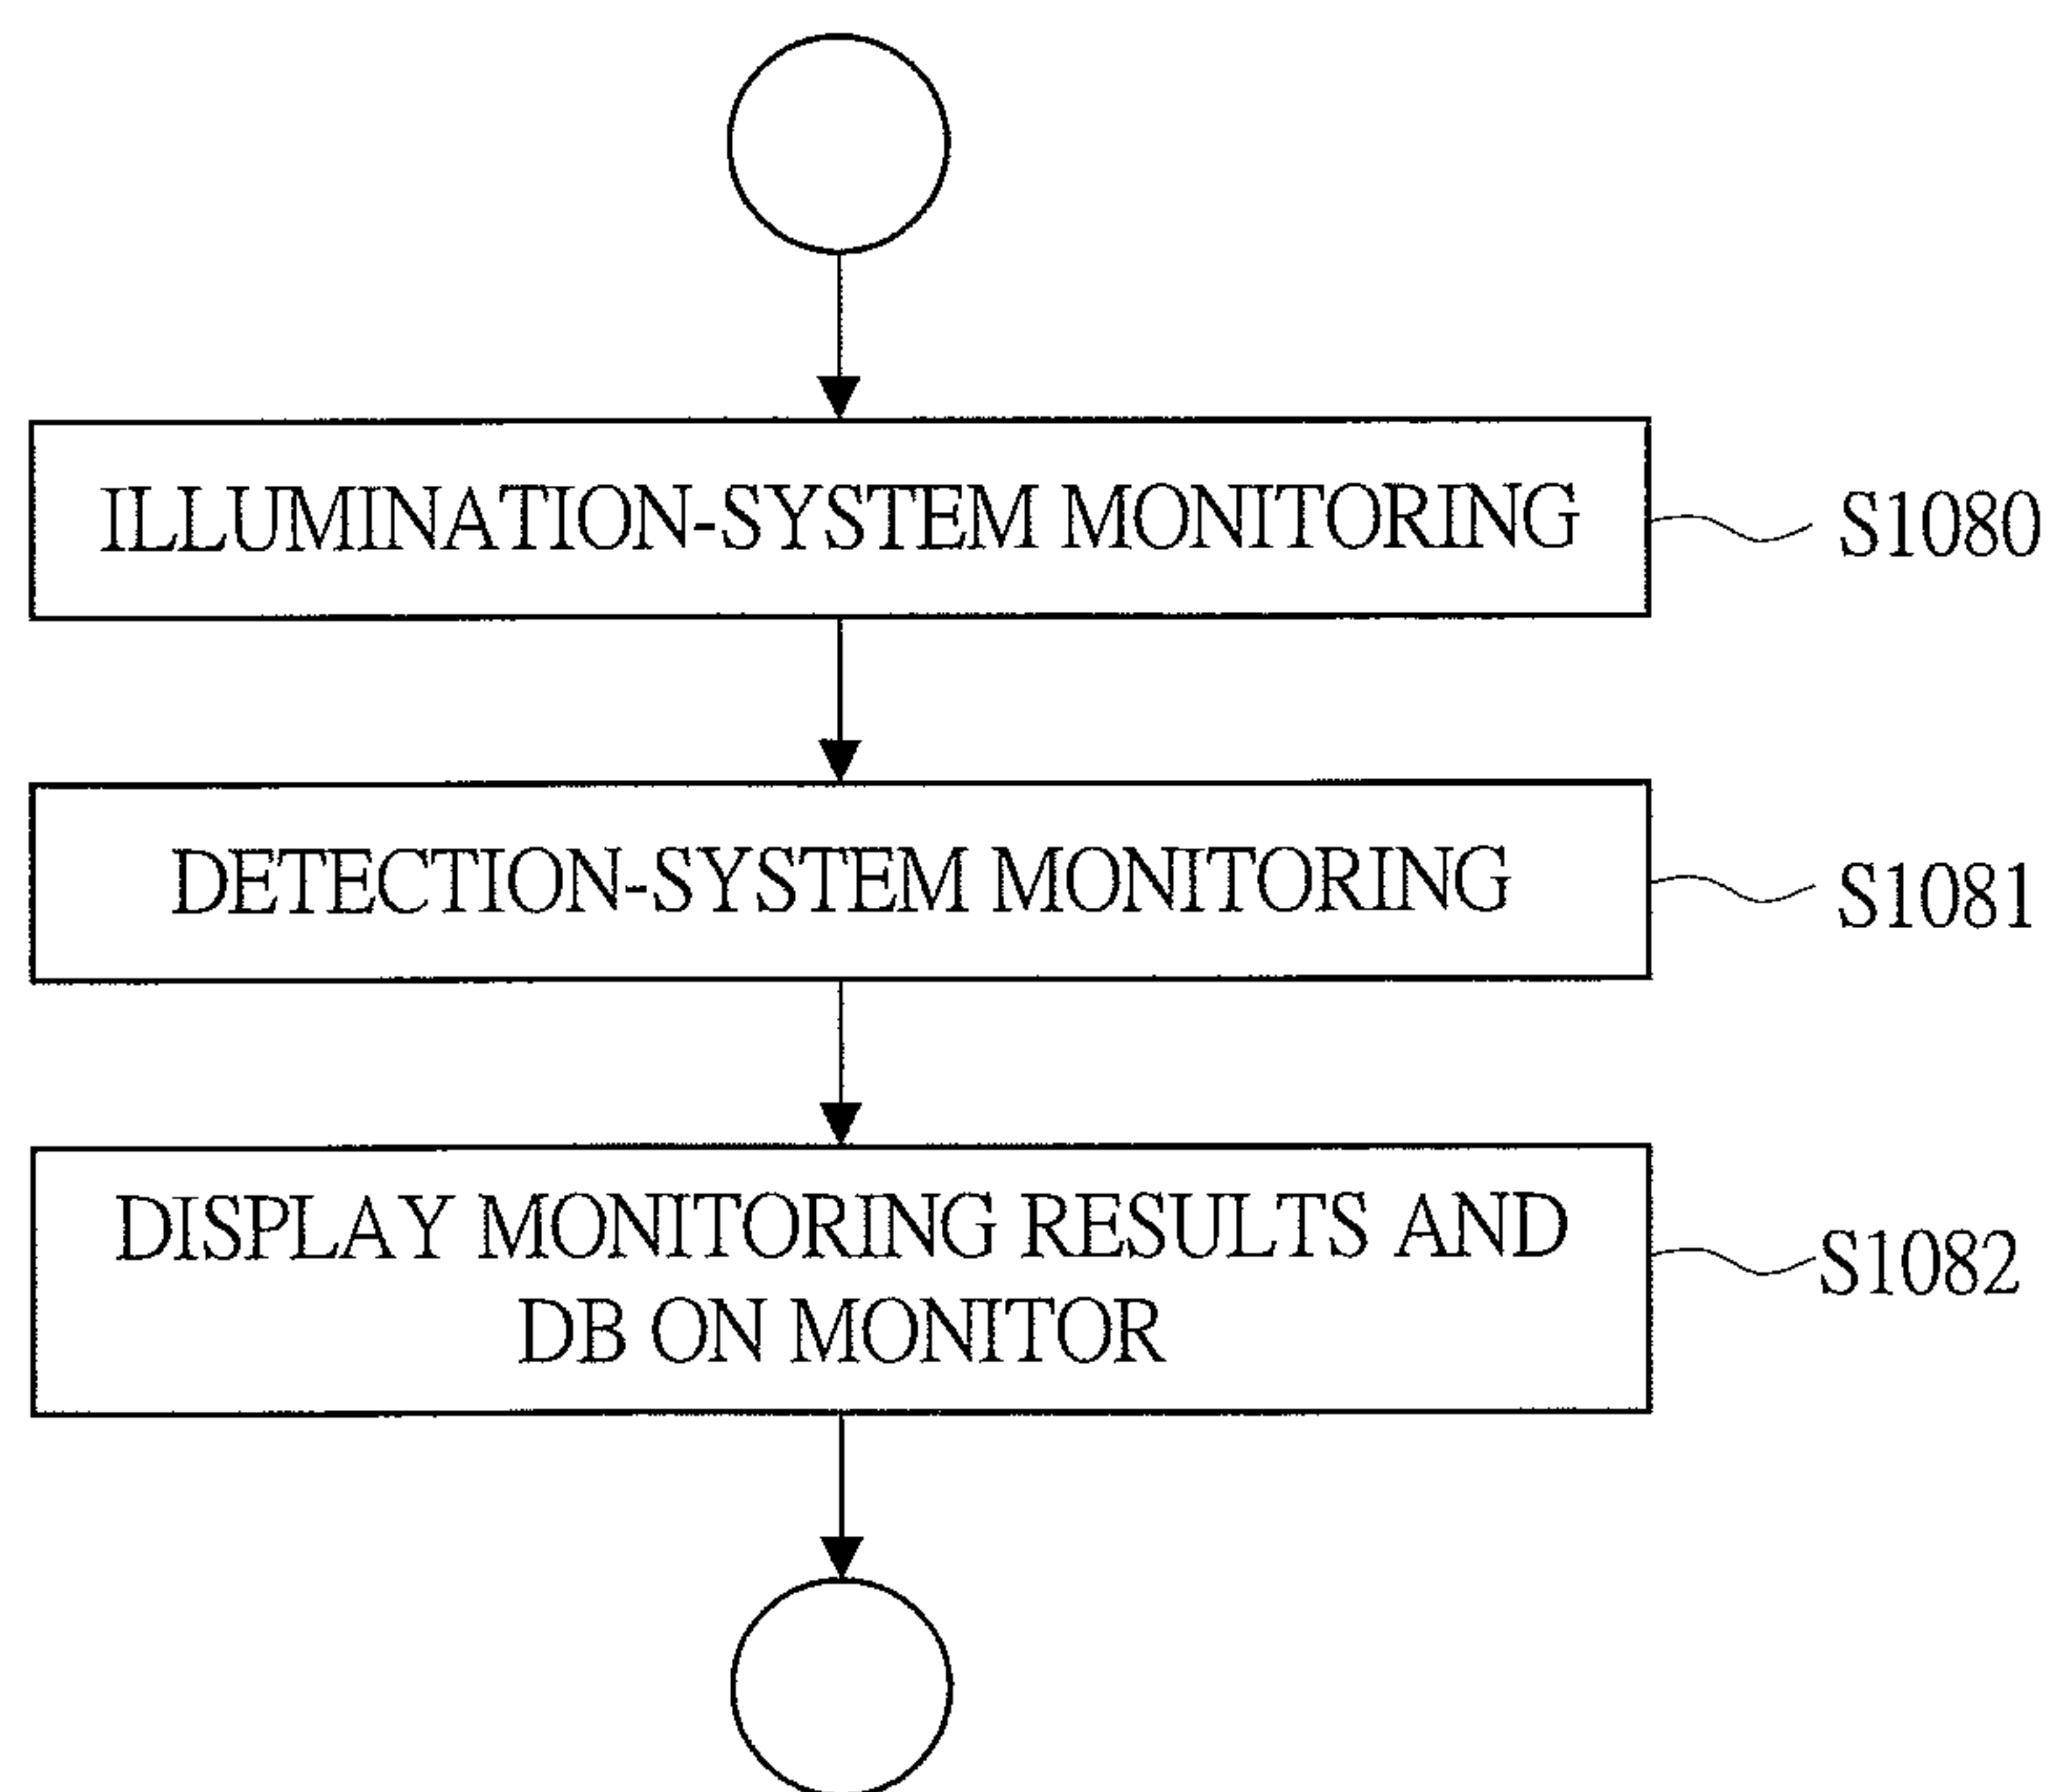 ILLUMINATION-SYSTEM MONITORING
S1080
DETECTION-SYSTEM MONITORING
S1081
DISPLAY MONITORING RESULTS AND
DB ON MONITOR
S1082